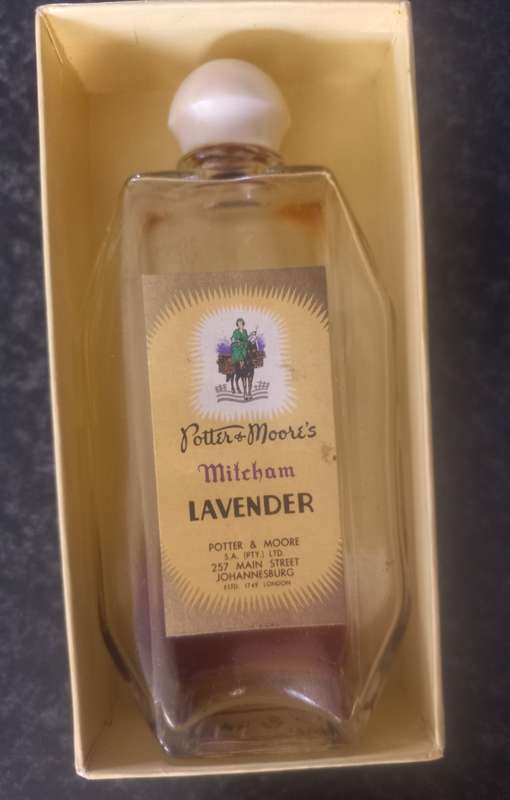 Potter & Moore's
Mitcham
LAVENDER
POTTER & MOORE
S.A. (PTY.) LTD.
257 MAIN STREET
JOHANNESBURG
ESTD. 1749 LONDON